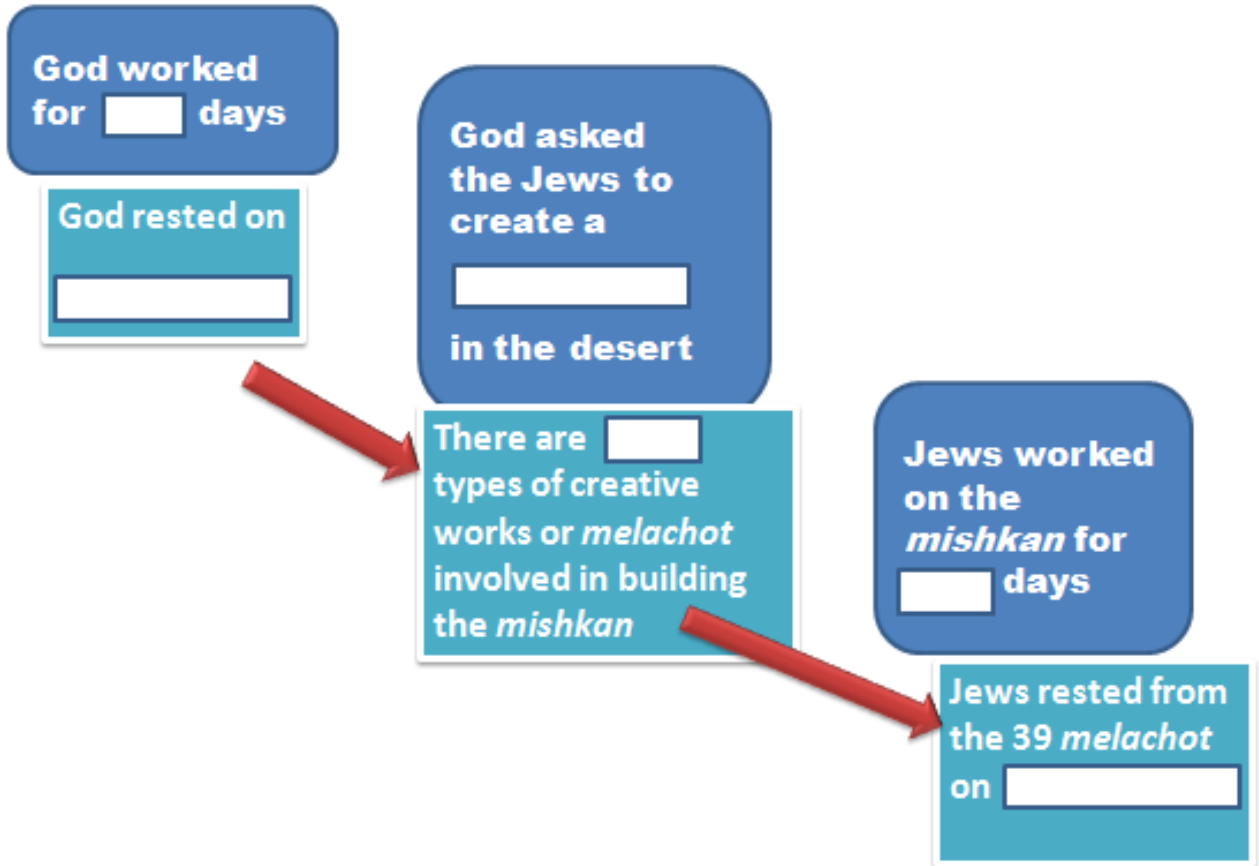 God worked
for days
God rested on
God asked
the Jews to
create a
in the desert
There are
types of creative
works or melachot
involved in building
the mishkan
Jews worked
on the
mishkan for
days
Jews rested from
the 39 melachot
on